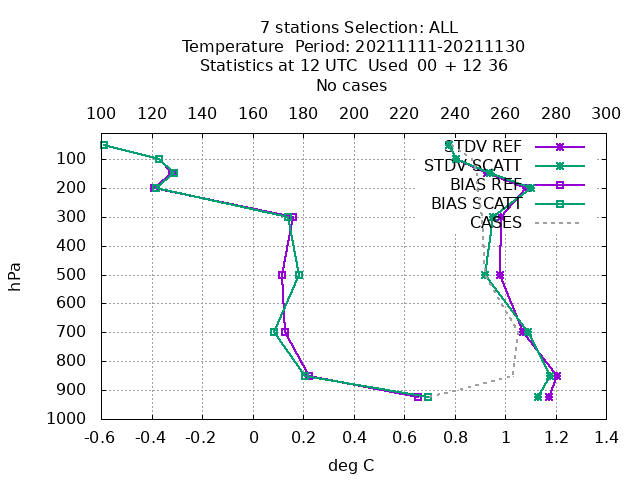 7 stations Selection: ALL
Temperature  Period: 20211111-20211130
Statistics at 12 UTC  Used  00 + 12 36
No cases
100 120 140 160 180 200 220 240 260 280 300
STDV REF
STDV SCATT
BIAS REF
BIAS SCATT
CASES
hPa
100
200
300
400
500
600
700
800
900
1000
-0.6 -0.4 -0.2 0 0.2 0.4 0.6 0.8 1 1.2 1.4
deg C